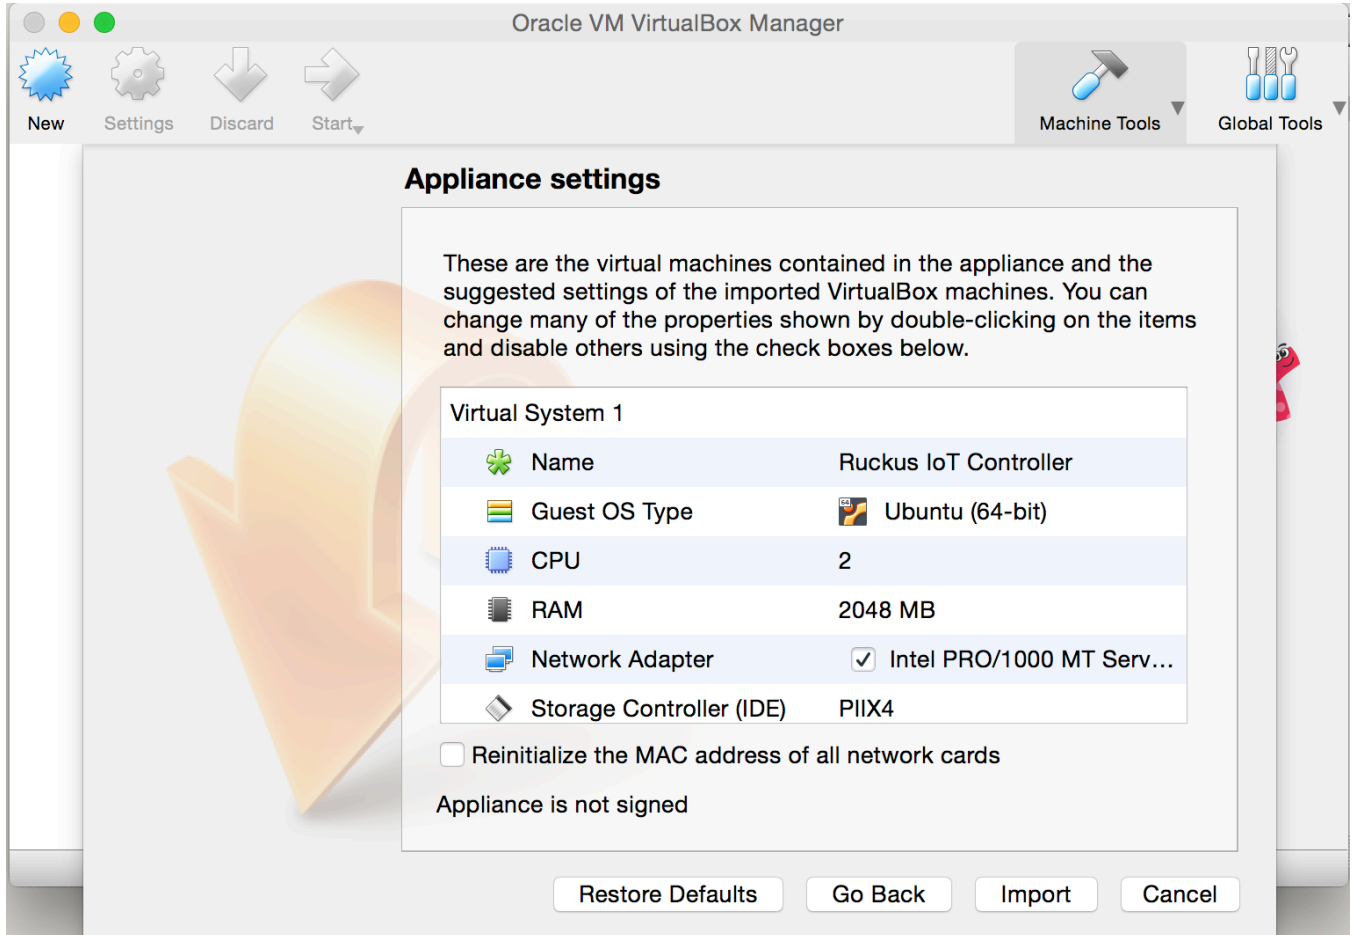 Oracle VM VirtualBox Manager
New
Settings
Discard
Start
Machine Tools
Global Tools
Appliance settings
These are the virtual machines contained in the appliance and the
suggested settings of the imported VirtualBox machines. You can
change many of the properties shown by double-clicking on the items
and disable others using the check boxes below.
Virtual System 1
Name Ruckus IoT Controller
Guest OS Type 64 Ubuntu (64-bit)
CPU 2
RAM 2048 MB
Network Adapter Intel PRO/1000 MT Serv...
Storage Controller (IDE) PIIX4
Reinitialize the MAC address of all network cards
Appliance is not signed
Restore Defaults Go Back Import Cancel